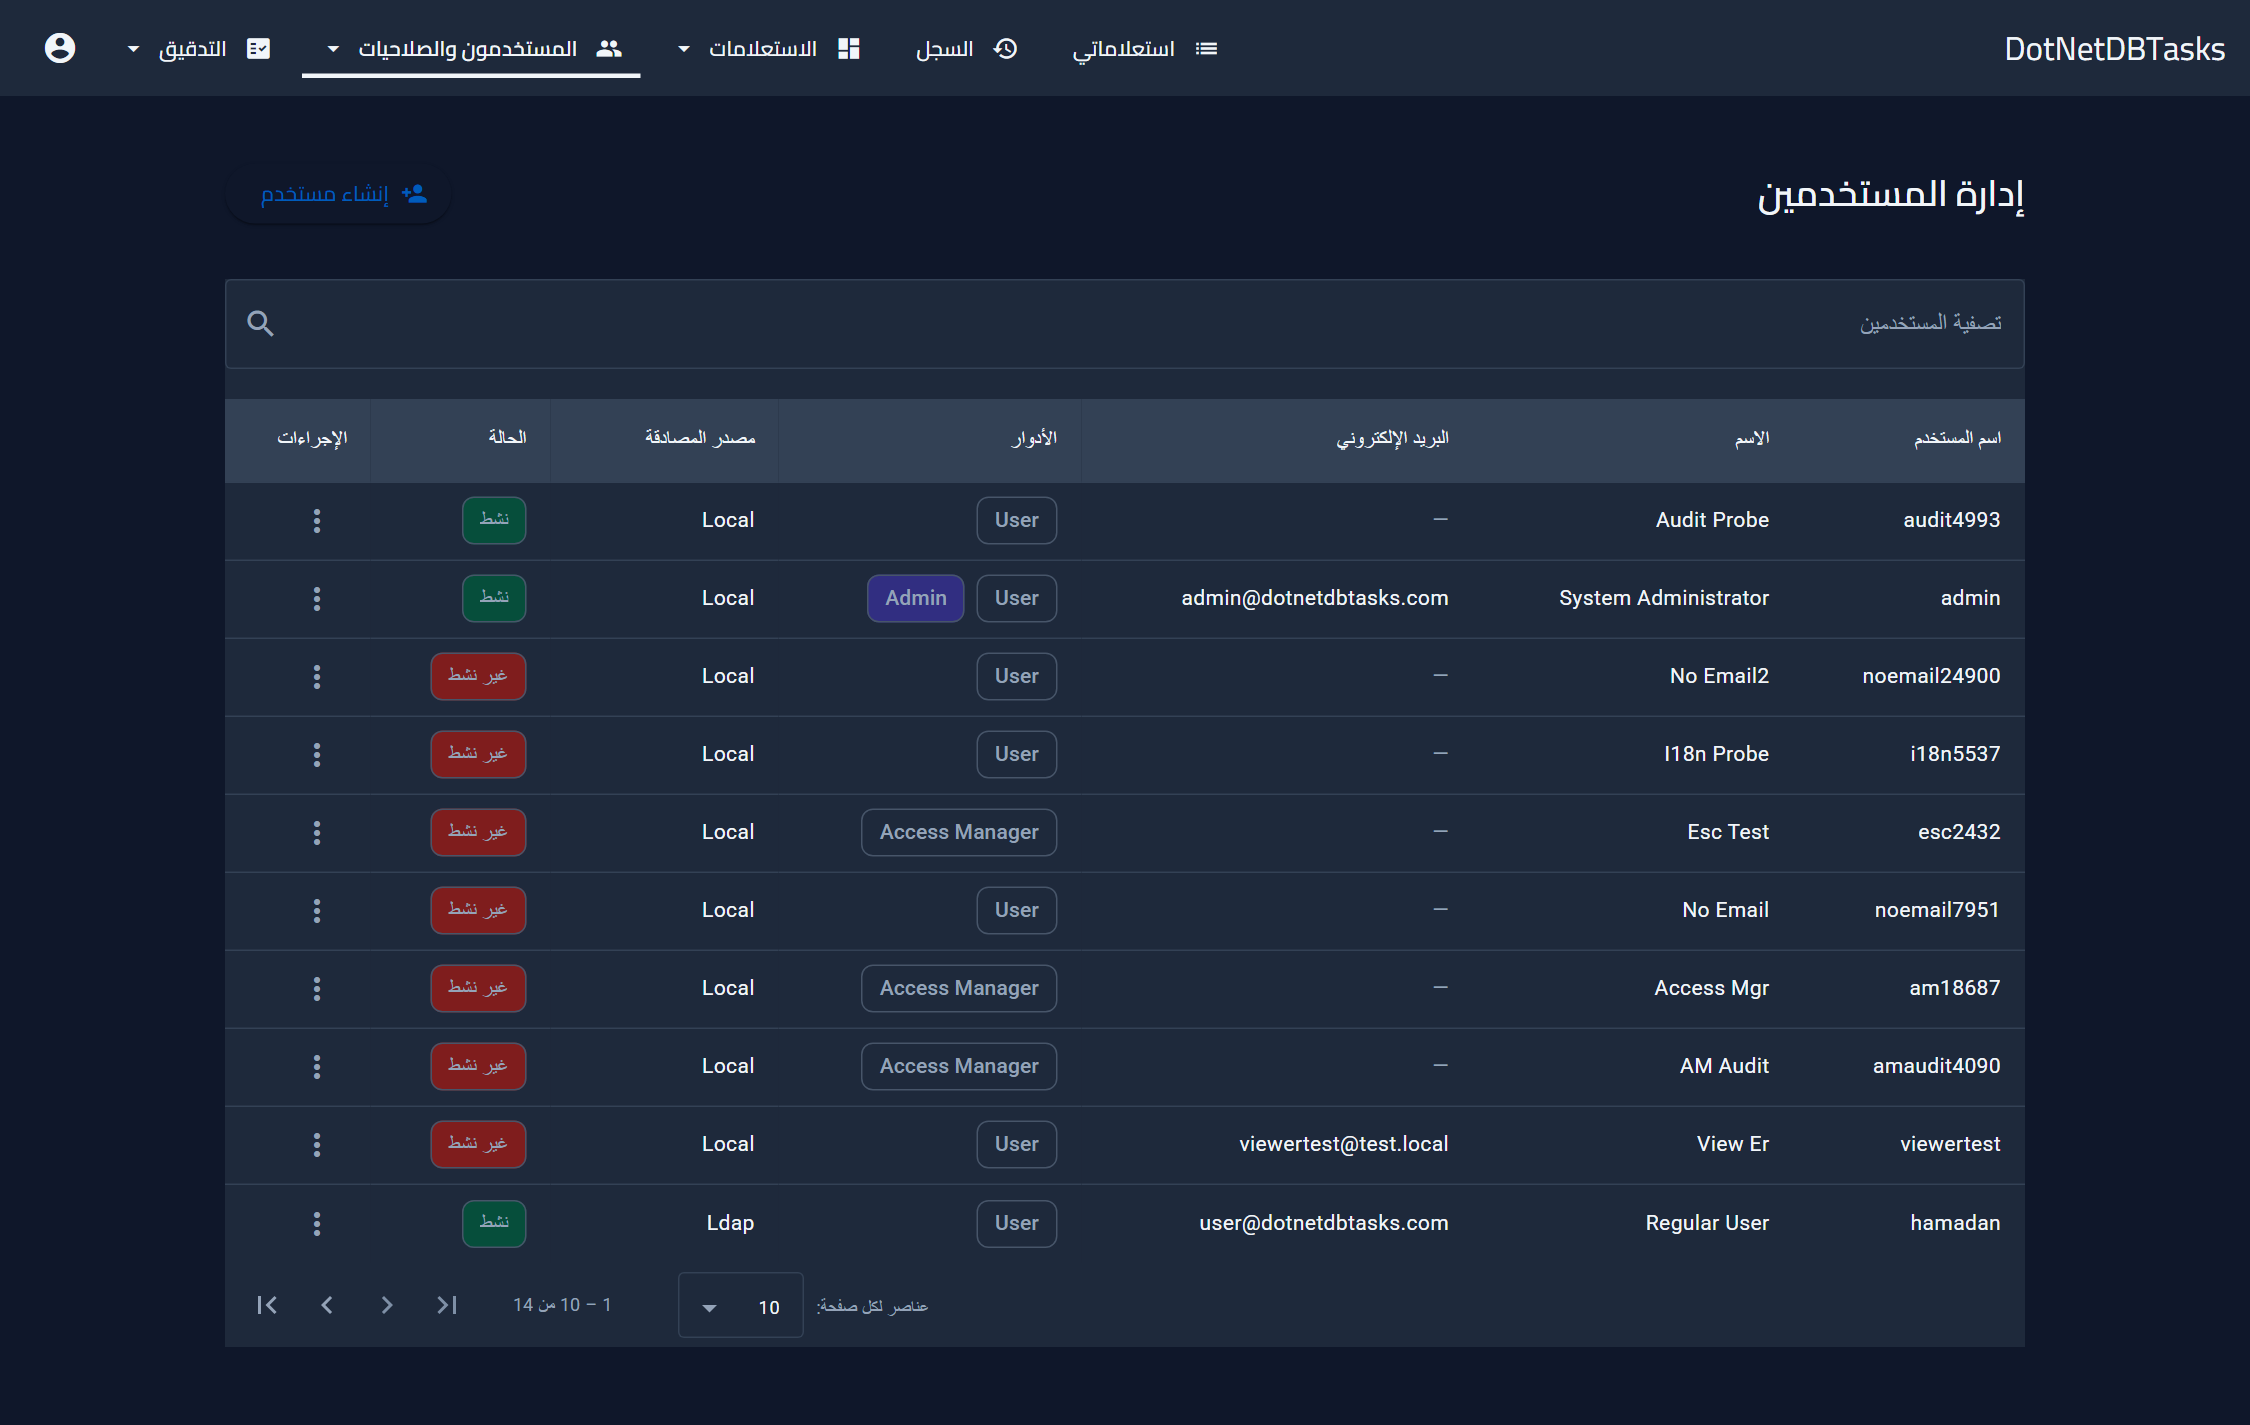 DotNetDBTasks استعلاماتي السجل الاستعلامات المستخدمون والصلاحيات التدقيق
إدارة المستخدمين إنشاء مستخدم
تصفية المستخدمين
اسم المستخدم الاسم البريد الإلكتروني الأدوار مصدر المصادقة الحالة الإجراءات
audit4993 Audit Probe — User Local نشط
admin System Administrator admin@dotnetdbtasks.com User Admin Local نشط
noemail24900 No Email2 — User Local غير نشط
i18n5537 I18n Probe — User Local غير نشط
esc2432 Esc Test — Access Manager Local غير نشط
noemail7951 No Email — User Local غير نشط
am18687 Access Mgr — Access Manager Local غير نشط
amaudit4090 AM Audit — Access Manager Local غير نشط
viewertest View Er viewertest@test.local User Local غير نشط
hamadan Regular User user@dotnetdbtasks.com User Ldap نشط
عناصر لكل صفحة: 10 1 – 10 من 14